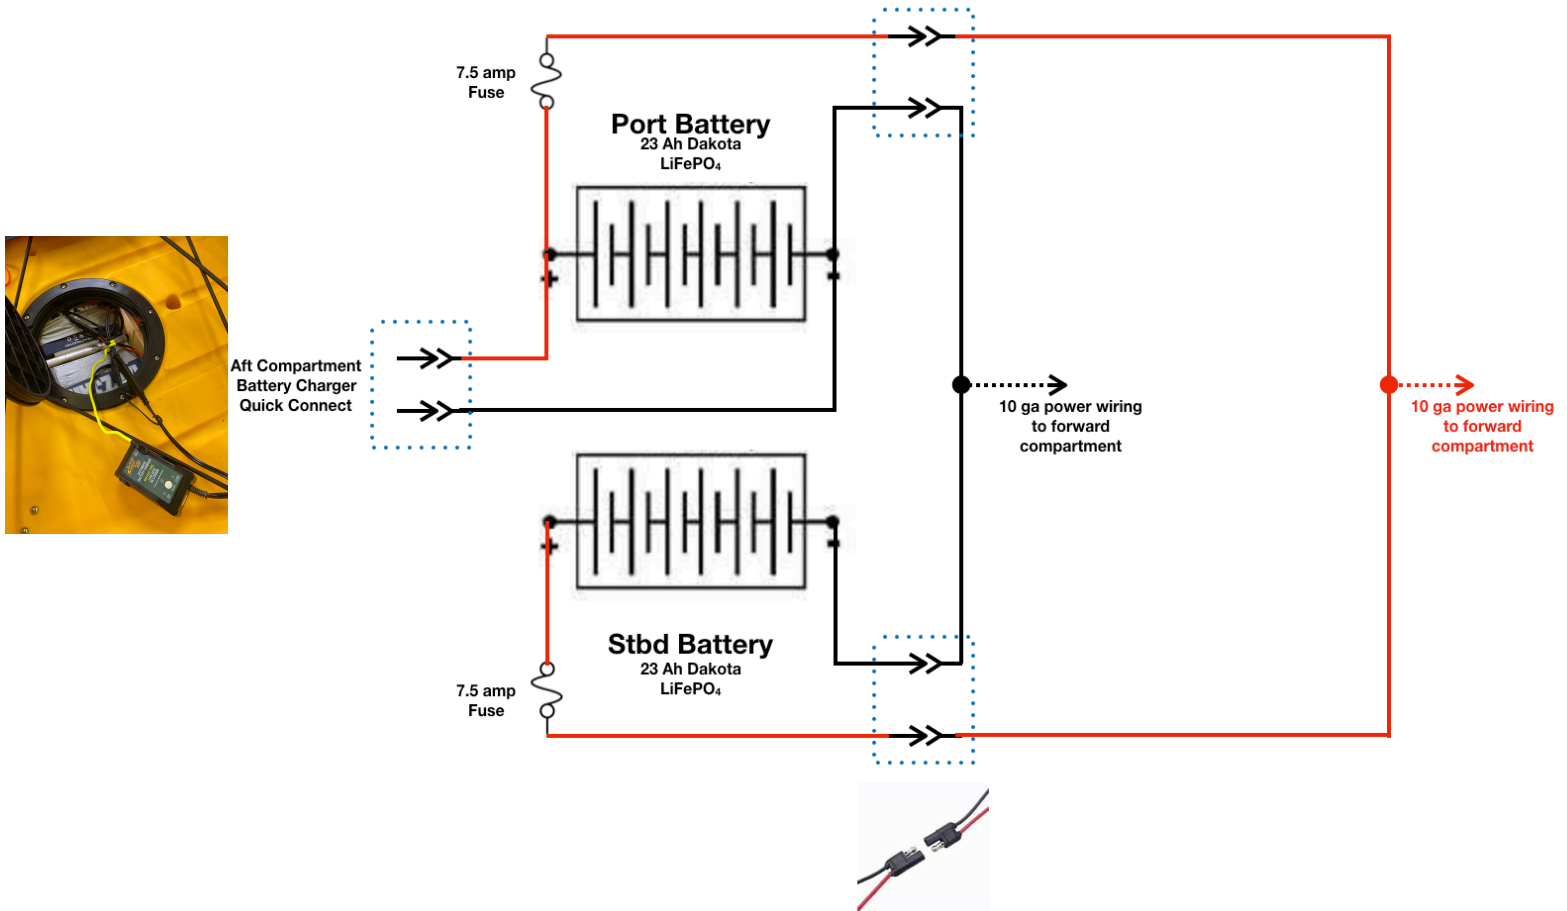 7.5 amp
Fuse
Port Battery
23 Ah Dakota
LiFePO₄
+
-
Aft Compartment
Battery Charger
Quick Connect
10 ga power wiring
to forward
compartment
10 ga power wiring
to forward
compartment
+
-
Stbd Battery
23 Ah Dakota
LiFePO₄
7.5 amp
Fuse